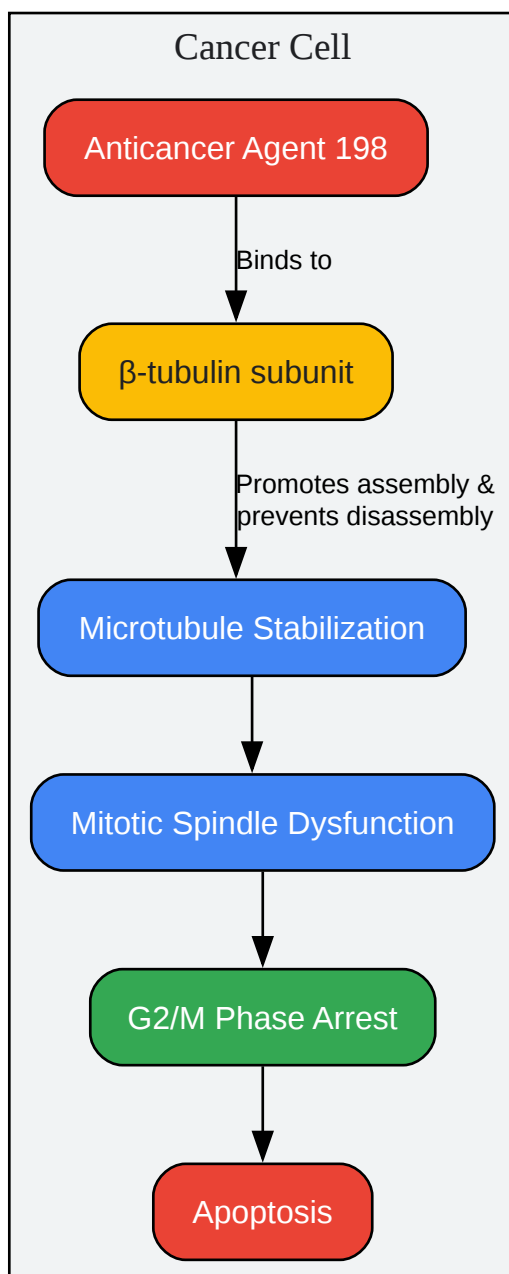 Cancer Cell
Anticancer Agent 198
Binds to
β-tubulin subunit
Promotes assembly &
prevents disassembly
Microtubule Stabilization
Mitotic Spindle Dysfunction
G2/M Phase Arrest
Apoptosis